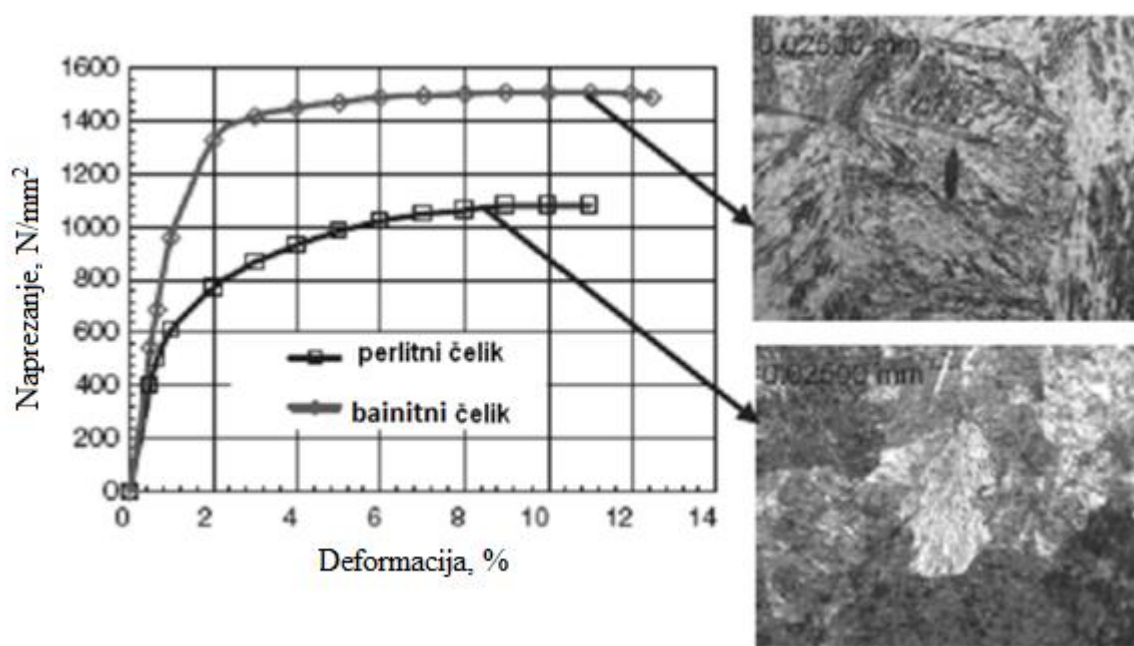 Naprezanje, N/mm²
1600
1400
1200
1000
800
600
400
200
0
0 2 4 6 8 10 12 14
Deformacija, %
perlitni čelik
bainitni čelik
0.02500 mm
0.02500 mm